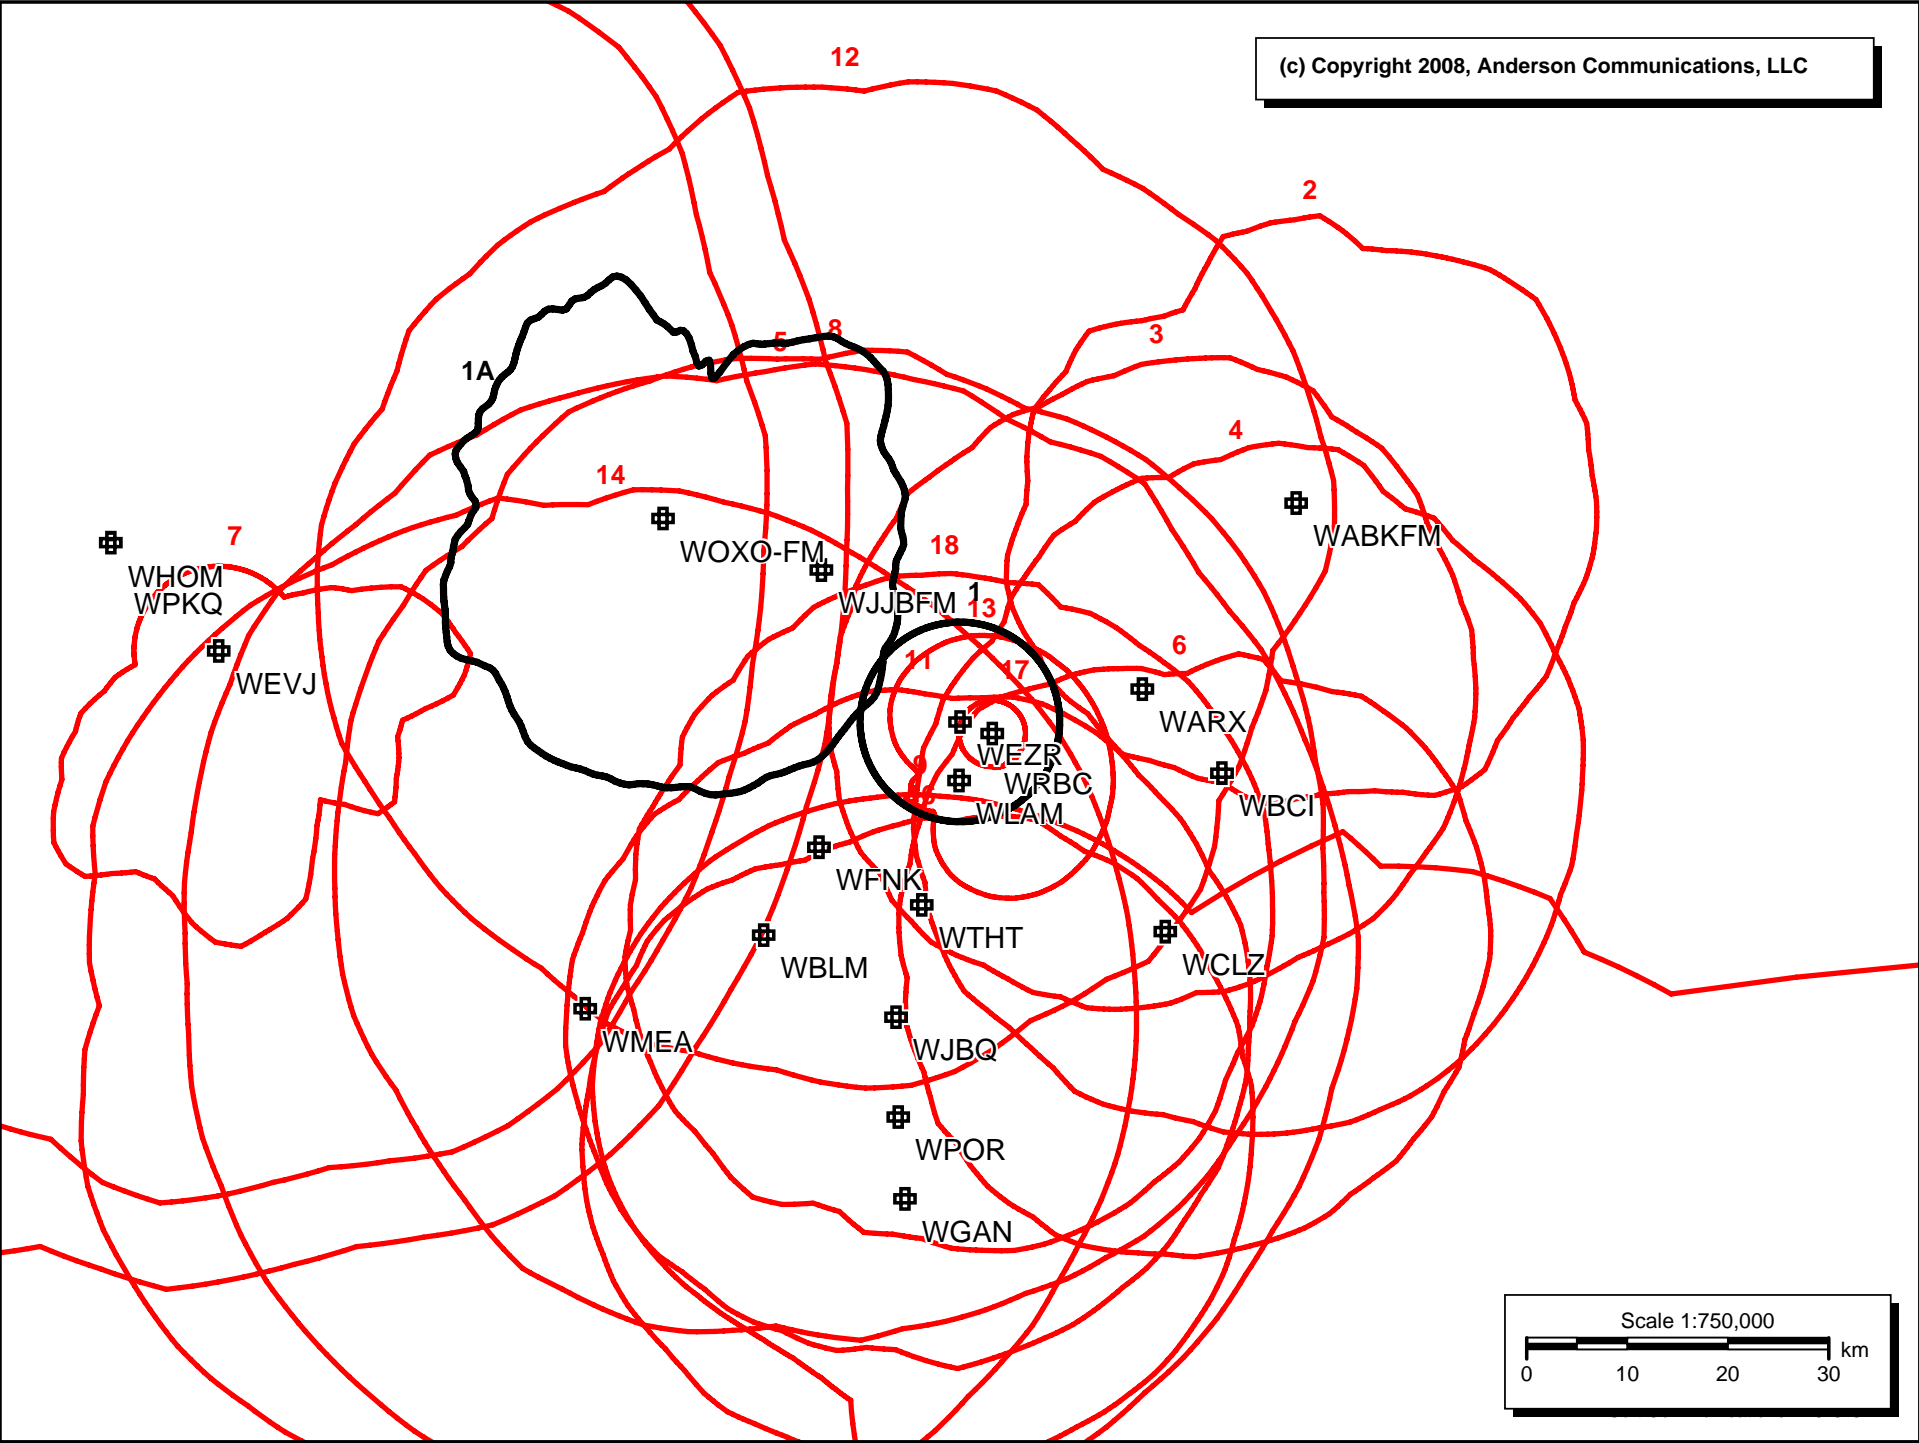 12
(c) Copyright 2008, Anderson Communications, LLC
2
8
5
3
1A
4
14
WABKFM
7
18
WOXO-FM
WHOM
WPKQ
WJJBFM
1
13
11
17
6
WEVJ
WARX
WEZR
9
WRBC
WLAM
WBCI
WFNK
WTHT
WBLM
WCLZ
WMEA
WJBQ
WPOR
WGAN
Scale 1:750,000
km
0 10 20 30